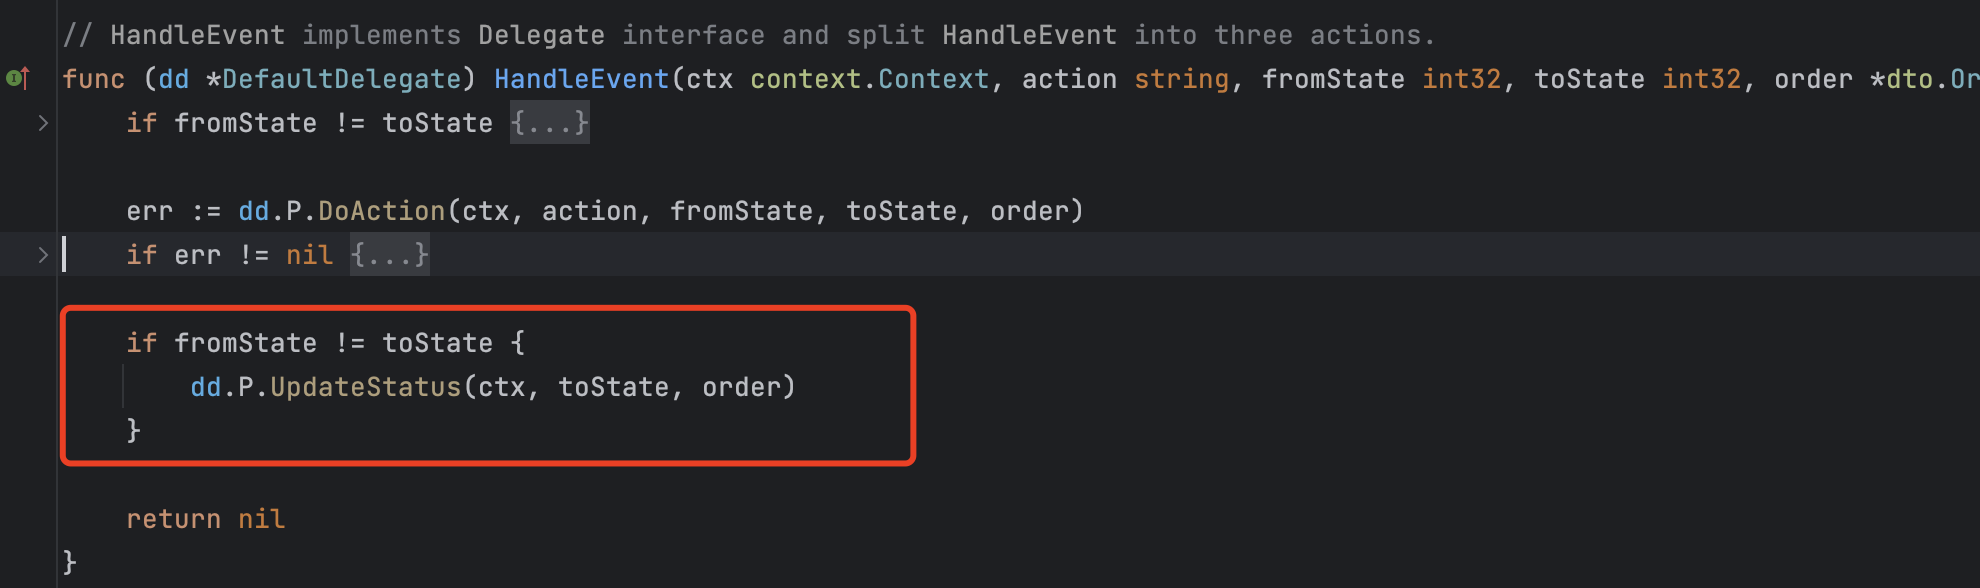 // HandleEvent implements Delegate interface and split HandleEvent into three actions.
func (dd *DefaultDelegate) HandleEvent(ctx context.Context, action string, fromState int32, toState int32, order *dto.Or
if fromState != toState {...}
err := dd.P.DoAction(ctx, action, fromState, toState, order)
if err != nil {...}
if fromState != toState {
dd.P.UpdateStatus(ctx, toState, order)
}
return nil
}